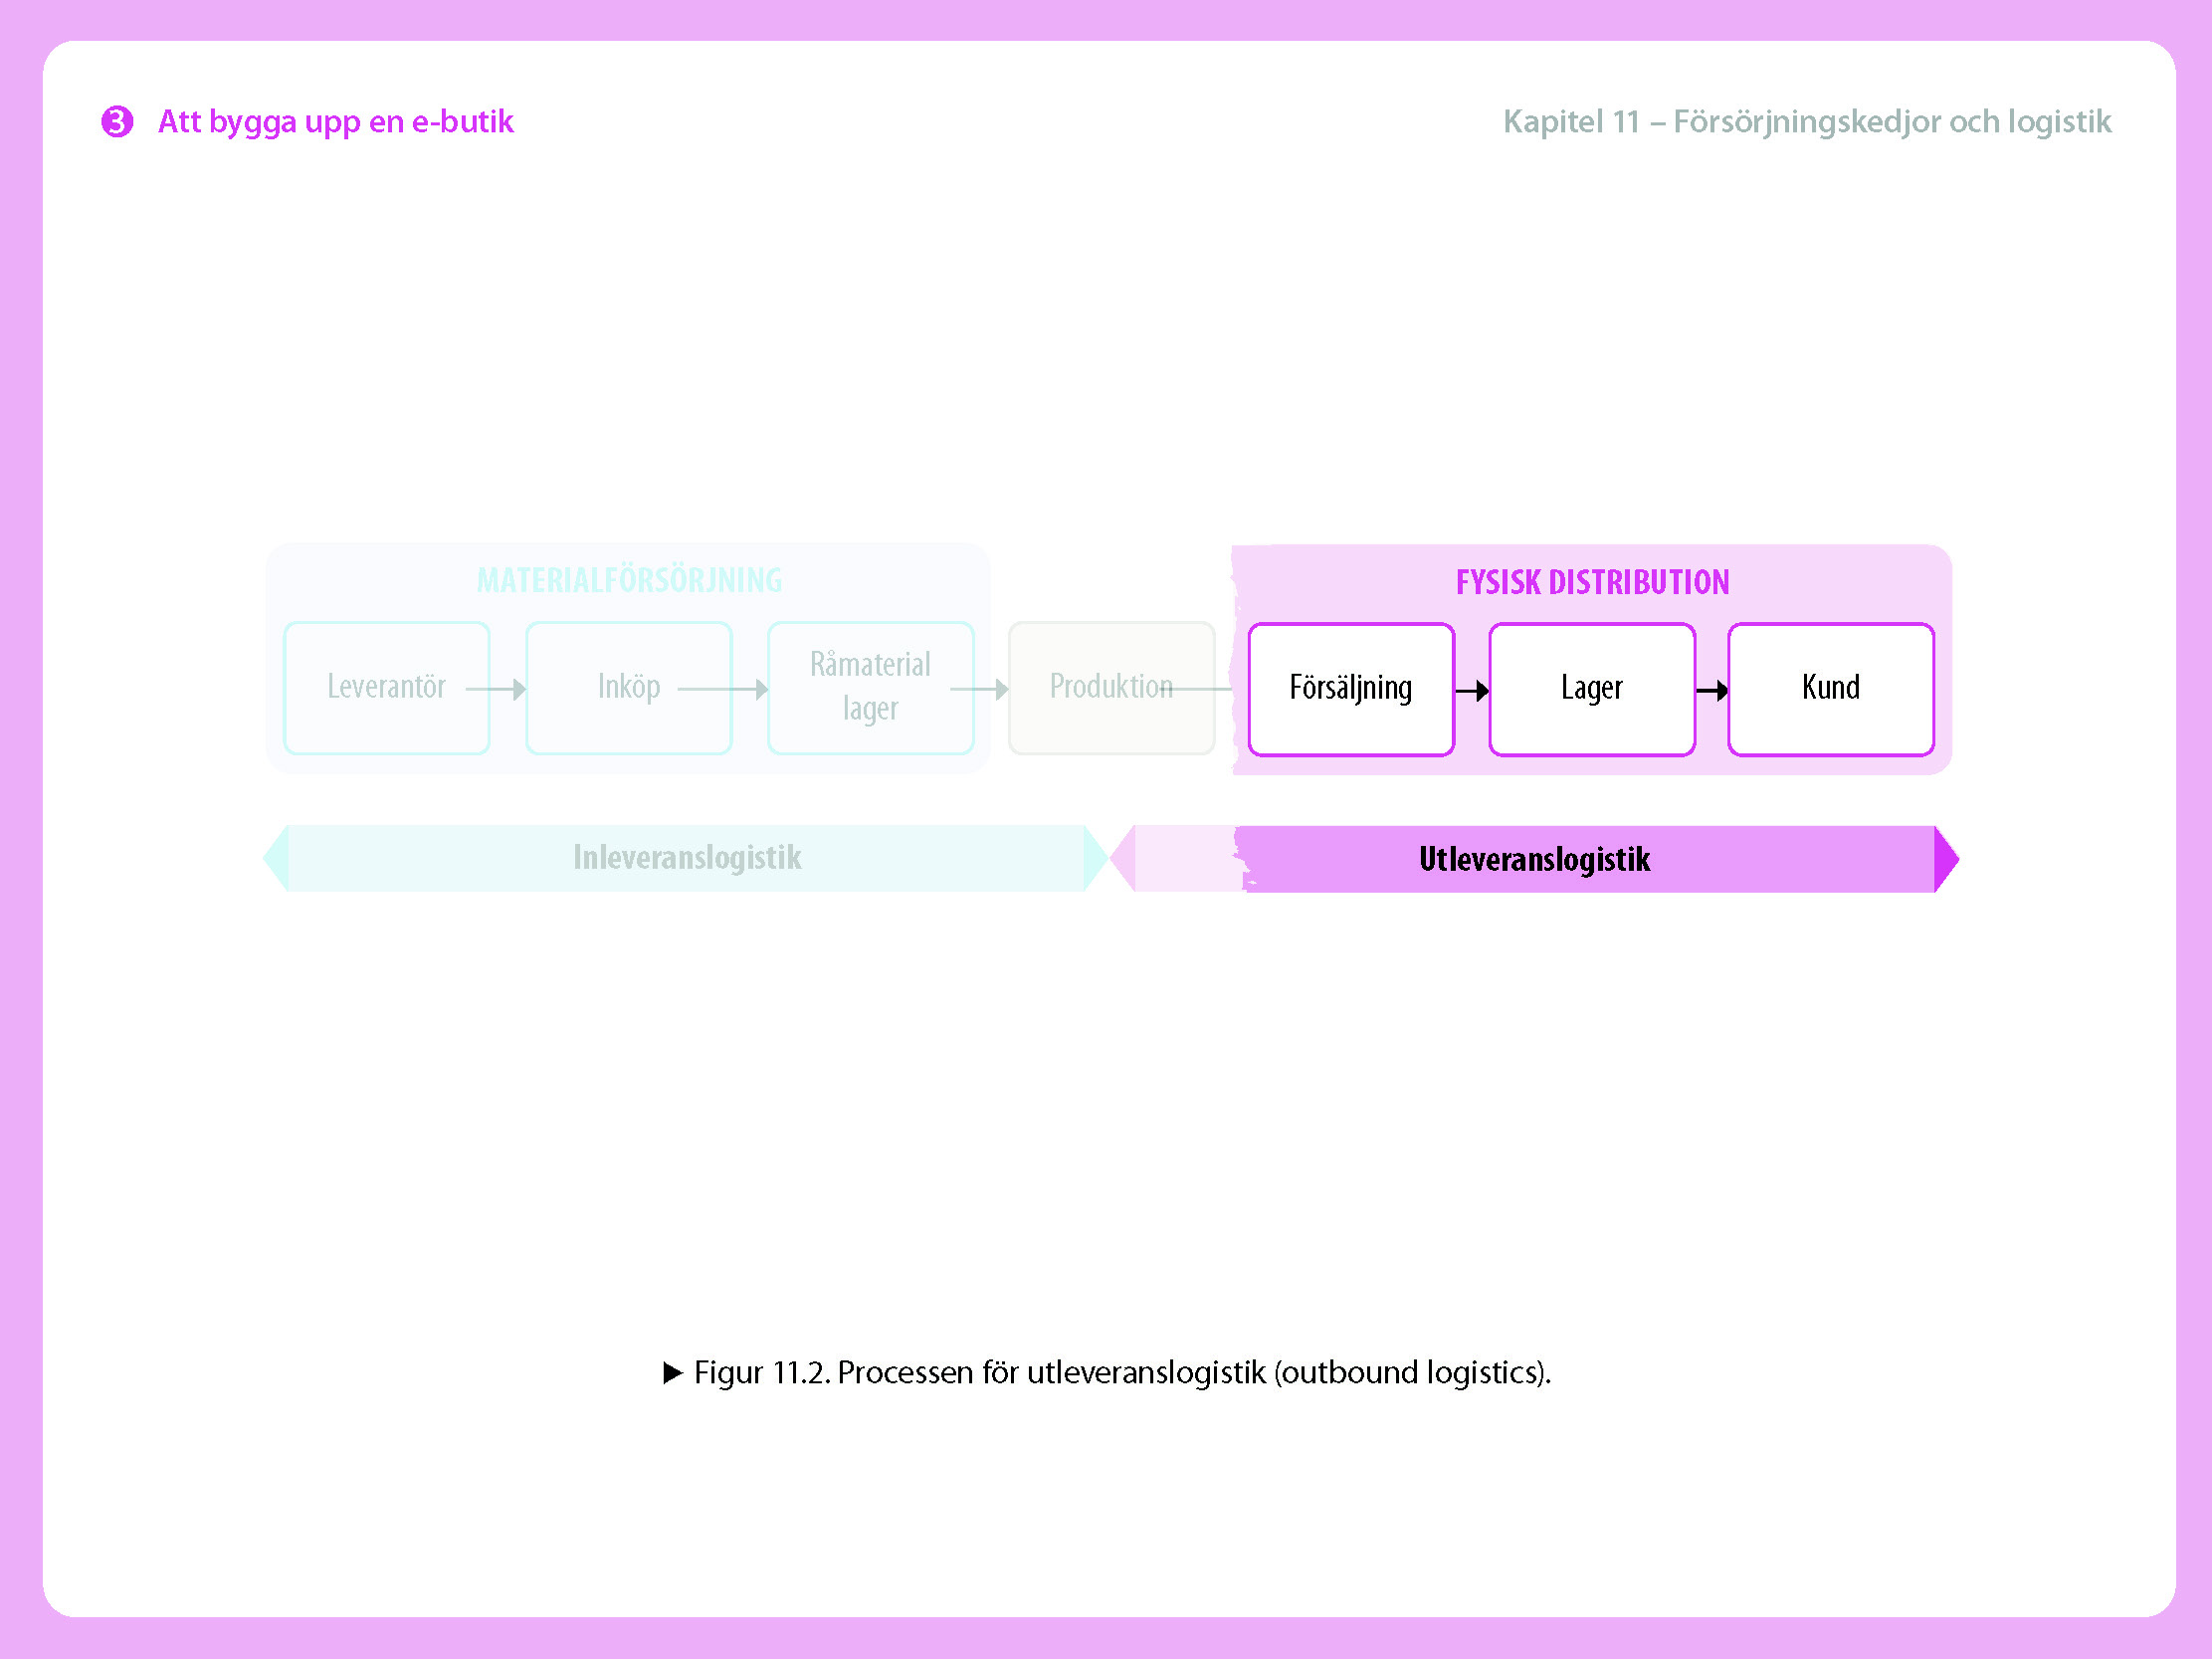 3 Att bygga upp en e-butik
Kapitel 11 – Försörjningskedjor och logistik
MATERIALFÖRSÖRJNING
Leverantör
Inköp
Råmaterial
lager
Produktion
FYSISK DISTRIBUTION
Försäljning
Lager
Kund
Inleveranslogistik
Utleveranslogistik
▶ Figur 11.2. Processen för utleveranslogistik (outbound logistics).